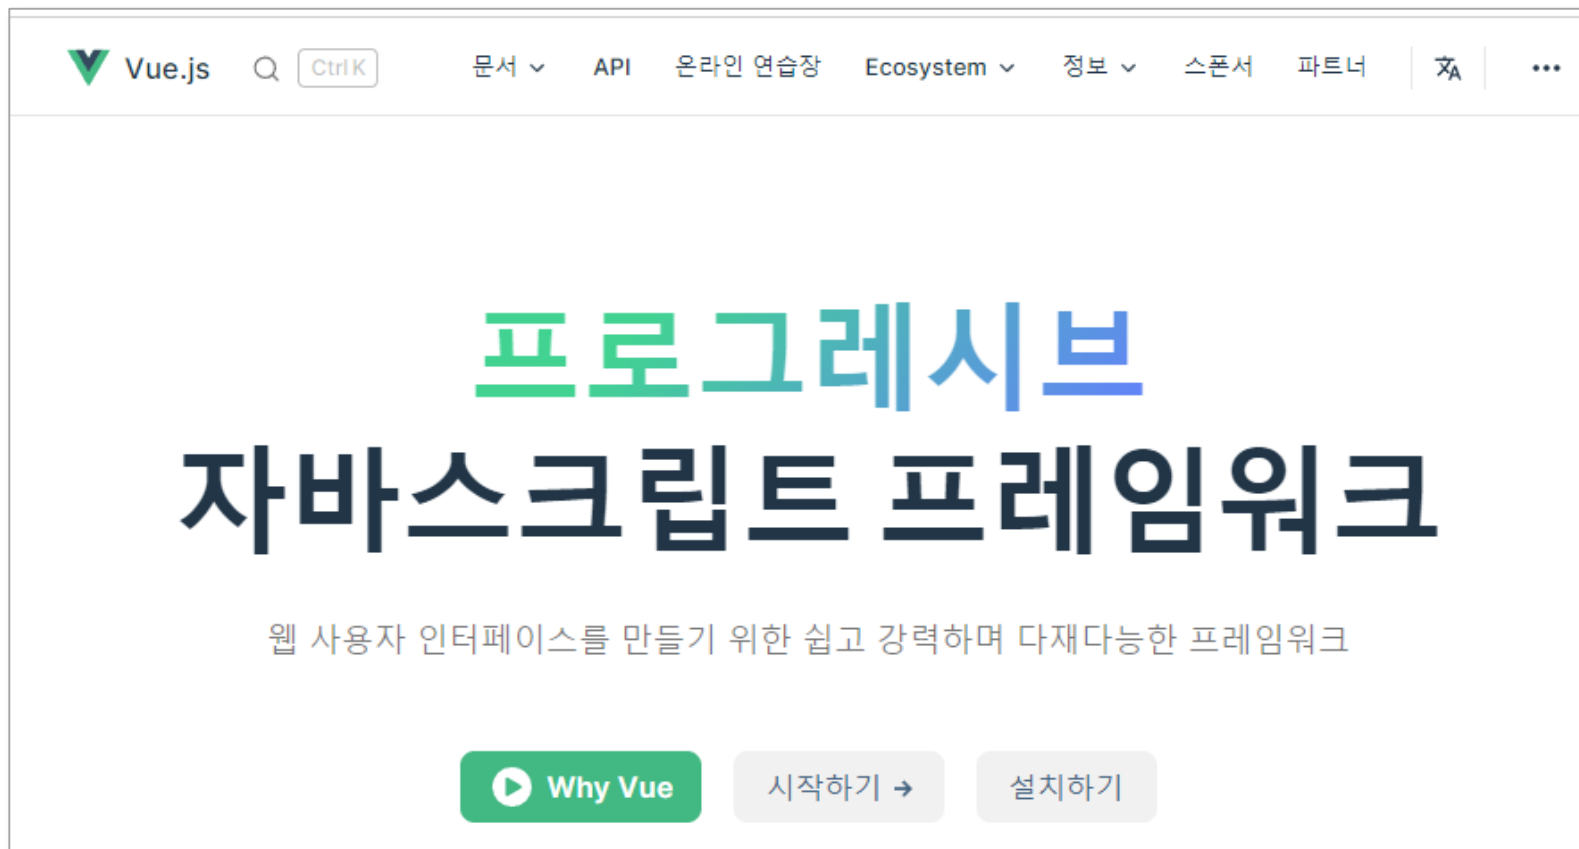 Vue.js Ctrl K 문서 API 온라인 연습장 Ecosystem 정보 스폰서 파트너
프로그레시브
자바스크립트 프레임워크
웹 사용자 인터페이스를 만들기 위한 쉽고 강력하며 다재다능한 프레임워크
Why Vue 시작하기 → 설치하기